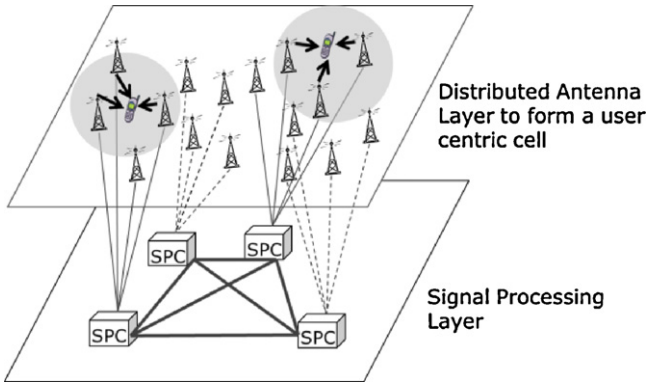 Distributed Antenna
Layer to form a user
centric cell
SPC
SPC
Signal Processing
Layer
SPC
SPC